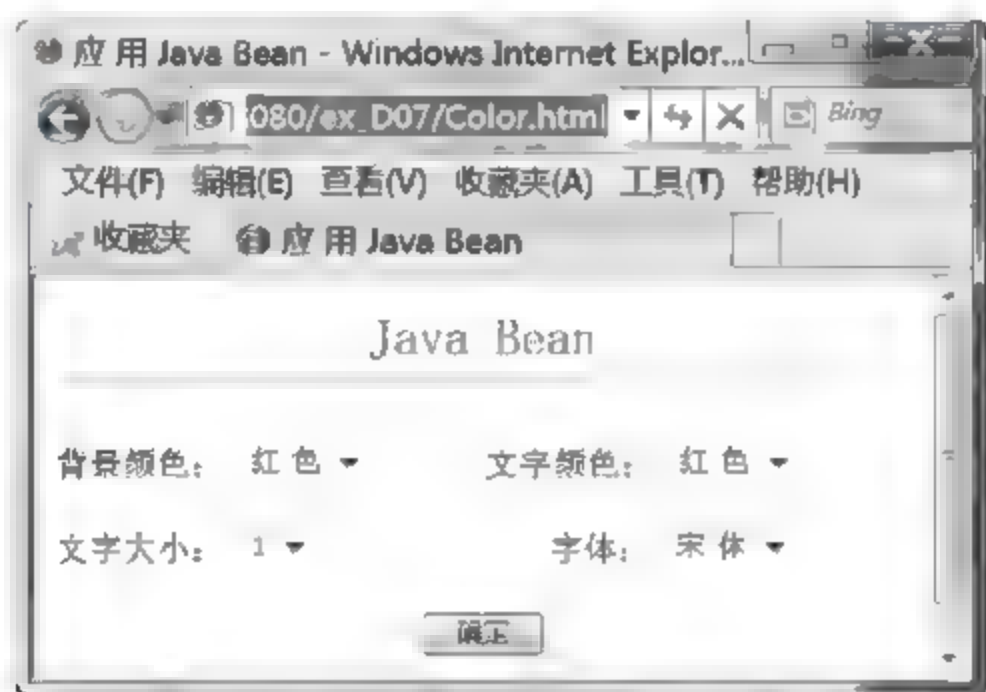 应 用 Java Bean - Windows Internet Explor...
080/ex_D07/Color.html Bing
文件(F) 编辑(E) 查看(V) 收藏夹(A) 工具(T) 帮助(H)
收藏夹 应 用 Java Bean
Java Bean
背景颜色： 红 色 文字颜色： 红 色
文字大小： 1 字体： 宋 体
确定